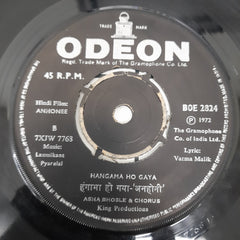 TRADE MARK
ODEON
Regd. Trade Mark of The Gramophone Co. Ltd.
45 R.P.M.
Hindi Film:
ANHONEE
BOE 2824
℗ 1972
B
7XJW 7763
The Gramophone
Co. of India Ltd.
Music:
Laxmikant
Pyarelal
Lyric:
Varma Malik
HANGAMA HO GAYA
हंगामा हो गया-'अनहोनी'
ASHA BHOSLE & CHORUS
King Productions